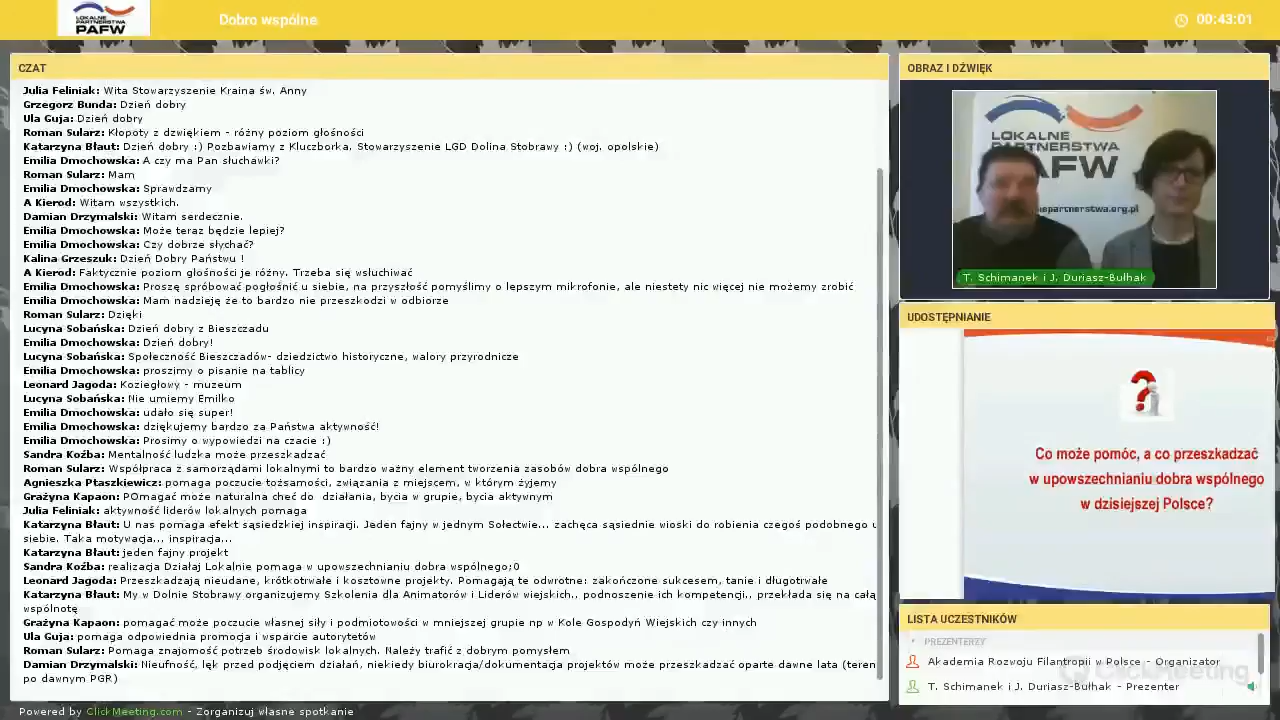 LOKALNE
PARTNERSTWA
PAFW
Dobro wspólne
00:43:01
CZAT
Julia Feliniak: Wita Stowarzyszenie Kraina św. Anny
Grzegorz Bunda: Dzień dobry
Ula Guja: Dzień dobry
Roman Sularz: Kłopoty z dzwiękiem - różny poziom głośności
Katarzyna Błaut: Dzień dobry :) Pozbawiamy z Kluczborka. Stowarzyszenie LGD Dolina Stobrawy :) (woj. opolskie)
Emilia Dmochowska: A czy ma Pan słuchawki?
Roman Sularz: Mam
Emilia Dmochowska: Sprawdzamy
A Kierod: Witam wszystkich.
Damian Drzymalski: Witam serdecznie.
Emilia Dmochowska: Może teraz będzie lepiej?
Emilia Dmochowska: Czy dobrze słychać?
Kalina Grzeszuk: Dzień Dobry Państwu !
A Kierod: Faktycznie poziom głośności je różny. Trzeba się wsłuchiwać
Emilia Dmochowska: Proszę spróbować pogłośnić u siebie, na przyszłość pomyślimy o lepszym mikrofonie, ale niestety nic więcej nie możemy zrobić
Emilia Dmochowska: Mam nadzieję że to bardzo nie przeszkodzi w odbiorze
Roman Sularz: Dzięki
Lucyna Sobańska: Dzień dobry z Bieszczadu
Emilia Dmochowska: Dzień dobry!
Lucyna Sobańska: Społeczność Bieszczadów- dziedzictwo historyczne, walory przyrodnicze
Emilia Dmochowska: proszimy o pisanie na tablicy
Leonard Jagoda: Koziegłowy - muzeum
Lucyna Sobańska: Nie umiemy Emilko
Emilia Dmochowska: udało się super!
Emilia Dmochowska: dziękujemy bardzo za Państwa aktywność!
Emilia Dmochowska: Prosimy o wypowiedzi na czacie :)
Sandra Koźba: Mentalność ludzka może przeszkadzać
Roman Sularz: Współpraca z samorządami lokalnymi to bardzo ważny element tworzenia zasobów dobra wspólnego
Agnieszka Ptaszkiewicz: pomaga poczucie tożsamości, związania z miejscem, w którym żyjemy
Grażyna Kapaon: POmagać może naturalna cheć do działania, bycia w grupie, bycia aktywnym
Julia Feliniak: aktywność liderów lokalnych pomaga
Katarzyna Błaut: U nas pomaga efekt sąsiedzkiej inspiracji. Jeden fajny w jednym Sołectwie... zachęca sąsiednie wioski do robienia czegoś podobnego u
siebie. Taka motywacja... inspiracja...
Katarzyna Błaut: jeden fajny projekt
Sandra Koźba: realizacja Działaj Lokalnie pomaga w upowszechnianiu dobra wspólnego;0
Leonard Jagoda: Przeszkadzają nieudane, krótkotrwałe i kosztowne projekty. Pomagają te odwrotne: zakończone sukcesem, tanie i długotrwałe
Katarzyna Błaut: My w Dolnie Stobrawy organizujemy Szkolenia dla Animatorów i Liderów wiejskich., podnoszenie ich kompetencji., przekłada się na całą
wspólnotę
Grażyna Kapaon: pomagać może poczucie własnej siły i podmiotowości w mniejszej grupie np w Kole Gospodyń Wiejskich czy innych
Ula Guja: pomaga odpowiednia promocja i wsparcie autorytetów
Roman Sularz: Pomaga znajomość potrzeb środowisk lokalnych. Należy trafić z dobrym pomysłem
Damian Drzymalski: Nieufność, lęk przed podjęciem działań, niekiedy biurokracja/dokumentacja projektów może przeszkadzać oparte dawne lata (teren
po dawnym PGR)
OBRAZ I DŹWIĘK
LOKALNE
PARTNERSTWA
PAFW
partnerstwa.org.pl
T. Schimanek i J. Duriasz-Bułhak
UDOSTĘPNIANIE
?
Co może pomóc, a co przeszkadzać
w upowszechnianiu dobra wspólnego
w dzisiejszej Polsce?
LISTA UCZESTNIKÓW
PREZENTERZY
Akademia Rozwoju Filantropii w Polsce - Organizator
ClickMeeting
T. Schimanek i J. Duriasz-Bułhak - Prezenter
Powered by ClickMeeting.com - Zorganizuj własne spotkanie